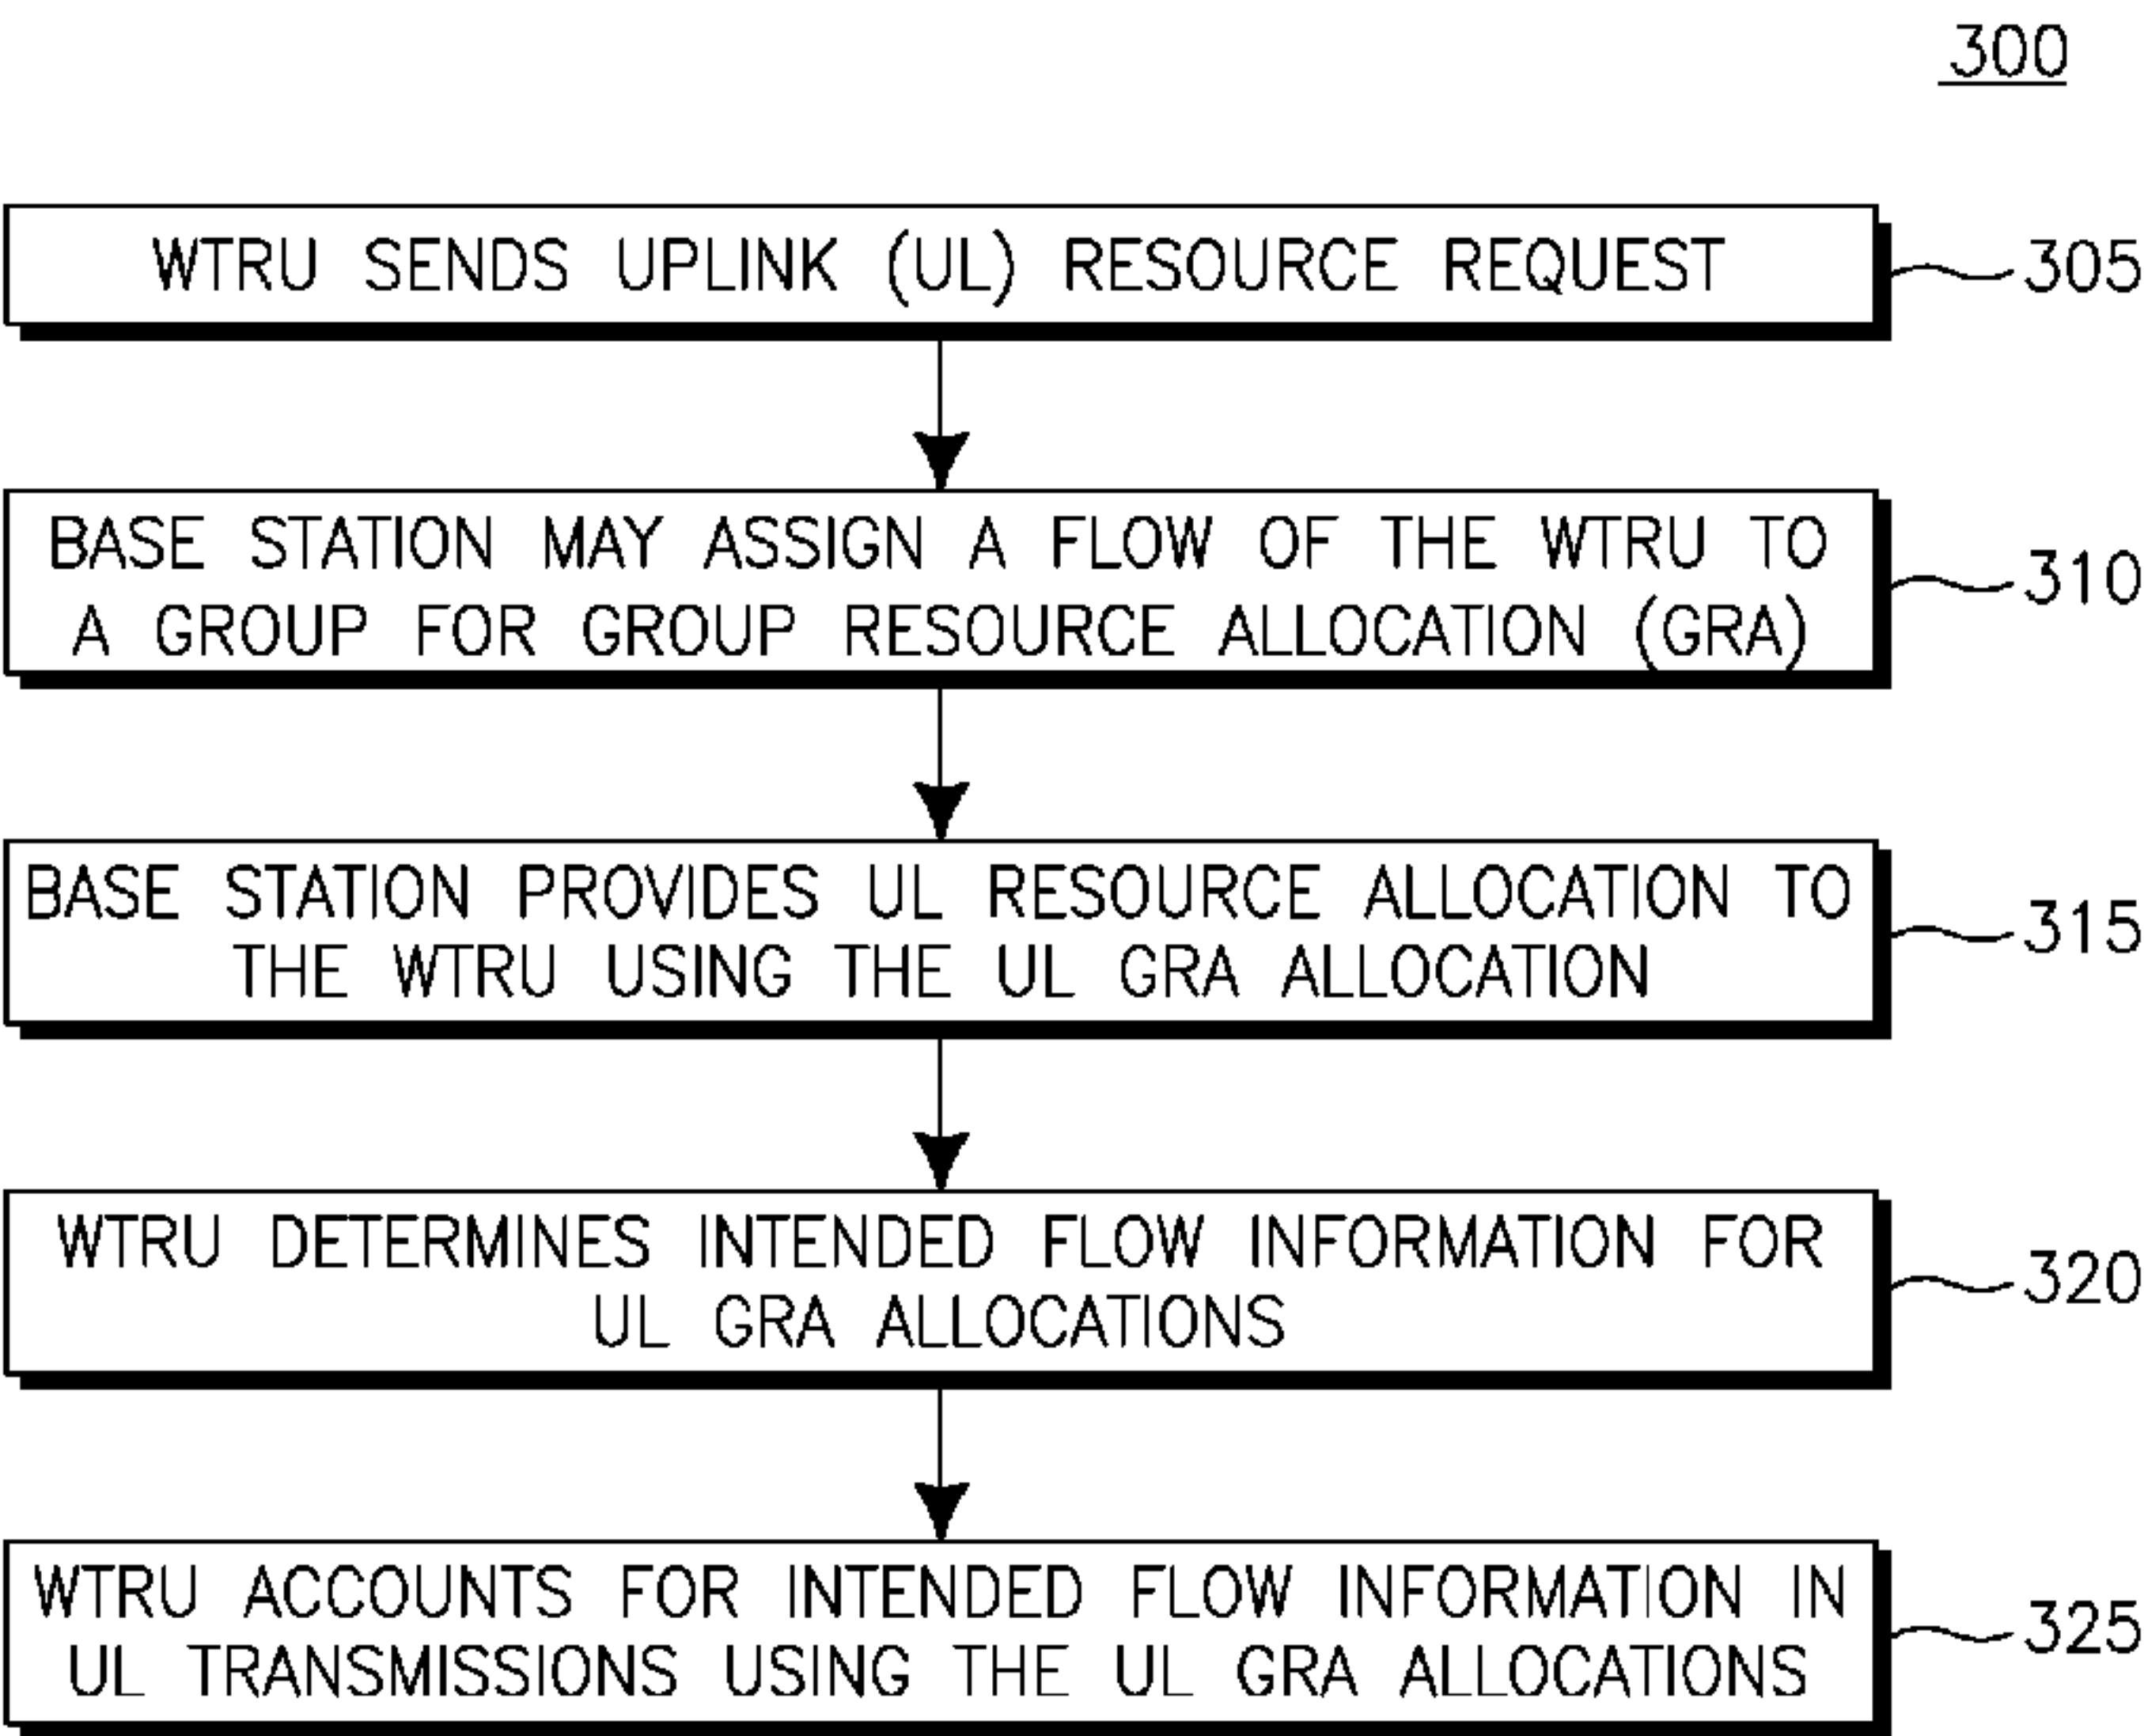 300
WTRU SENDS UPLINK (UL) RESOURCE REQUEST
305
BASE STATION MAY ASSIGN A FLOW OF THE WTRU TO
A GROUP FOR GROUP RESOURCE ALLOCATION (GRA)
310
BASE STATION PROVIDES UL RESOURCE ALLOCATION TO
THE WTRU USING THE UL GRA ALLOCATION
315
WTRU DETERMINES INTENDED FLOW INFORMATION FOR
UL GRA ALLOCATIONS
320
WTRU ACCOUNTS FOR INTENDED FLOW INFORMATION IN
UL TRANSMISSIONS USING THE UL GRA ALLOCATIONS
325